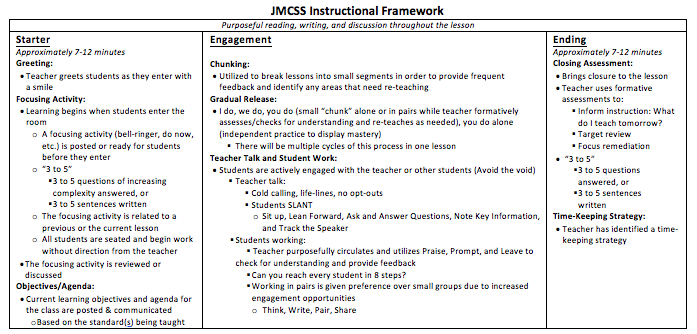 JMCSS Instructional Framework
Purposeful reading, writing, and discussion throughout the lesson
Starter
Approximately 7-12 minutes
Greeting:
• Teacher greets students as they enter with
a smile
Focusing Activity:
• Learning begins when students enter the
room
o A focusing activity (bell-ringer, do now,
etc.) is posted or ready for students
before they enter
o "3 to 5"
▪ 3 to 5 questions of increasing
complexity answered, or
▪ 3 to 5 sentences written
o The focusing activity is related to a
previous or the current lesson
o All students are seated and begin work
without direction from the teacher
• The focusing activity is reviewed or
discussed
Objectives/Agenda:
• Current learning objectives and agenda for
the class are posted & communicated
o Based on the standard(s) being taught
Engagement
Chunking:
• Utilized to break lessons into small segments in order to provide frequent
feedback and identify any areas that need re-teaching
Gradual Release:
• I do, we do, you do (small "chunk" alone or in pairs while teacher formatively
assesses/checks for understanding and re-teaches as needed), you do alone
(independent practice to display mastery)
▪ There will be multiple cycles of this process in one lesson
Teacher Talk and Student Work:
• Students are actively engaged with the teacher or other students (Avoid the void)
▪ Teacher talk:
▪ Cold calling, life-lines, no opt-outs
▪ Students SLANT
o Sit up, Lean Forward, Ask and Answer Questions, Note Key Information,
and Track the Speaker
▪ Students working:
▪ Teacher purposefully circulates and utilizes Praise, Prompt, and Leave to
check for understanding and provide feedback
▪ Can you reach every student in 8 steps?
▪ Working in pairs is given preference over small groups due to increased
engagement opportunities
o Think, Write, Pair, Share
Ending
Approximately 7-12 minutes
Closing Assessment:
• Brings closure to the lesson
• Teacher uses formative
assessments to:
▪ Inform instruction: What
do I teach tomorrow?
▪ Target review
▪ Focus remediation
• "3 to 5"
▪ 3 to 5 questions
answered, or
▪ 3 to 5 sentences
written
Time-Keeping Strategy:
• Teacher has identified a time-
keeping strategy